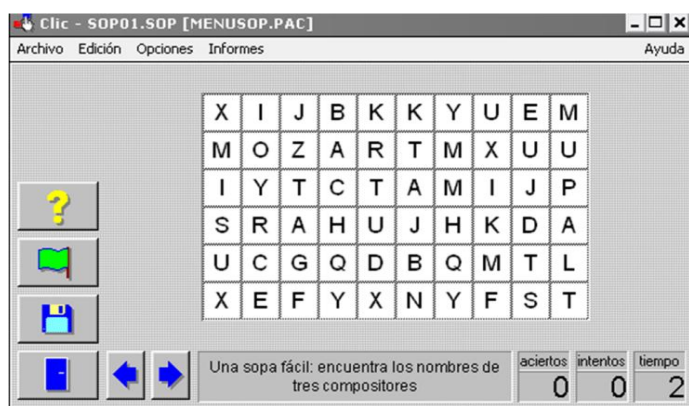 Clic - SOP01.SOP [MENUSOP.PAC]
Archivo Edición Opciones Informes Ayuda
X I J B K K Y U E M
M O Z A R T M X U U
I Y T C T A M I J P
S R A H U J H K D A
U C G Q D B Q M T L
X E F Y X N Y F S T
Una sopa fácil: encuentra los nombres de
tres compositores
aciertos intentos tiempo
0 0 2